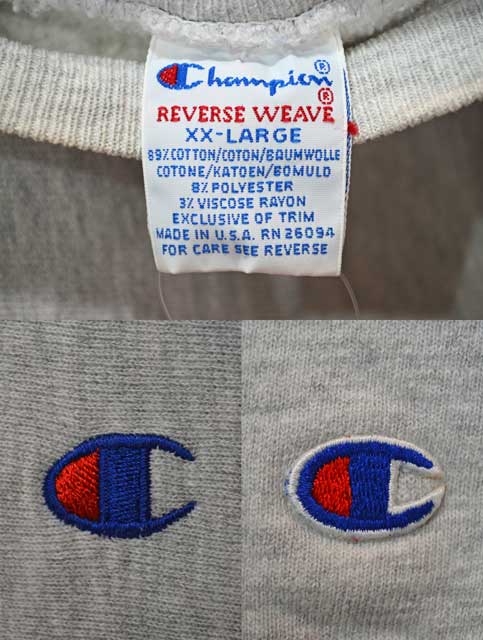 Champion®
REVERSE WEAVE®
XX-LARGE
89% COTTON/COTON/BAUMWOLLE
COTONE/KATOEN/BOMULD
8% POLYESTER
3% VISCOSE RAYON
EXCLUSIVE OF TRIM
MADE IN U.S.A. RN 26094
FOR CARE SEE REVERSE